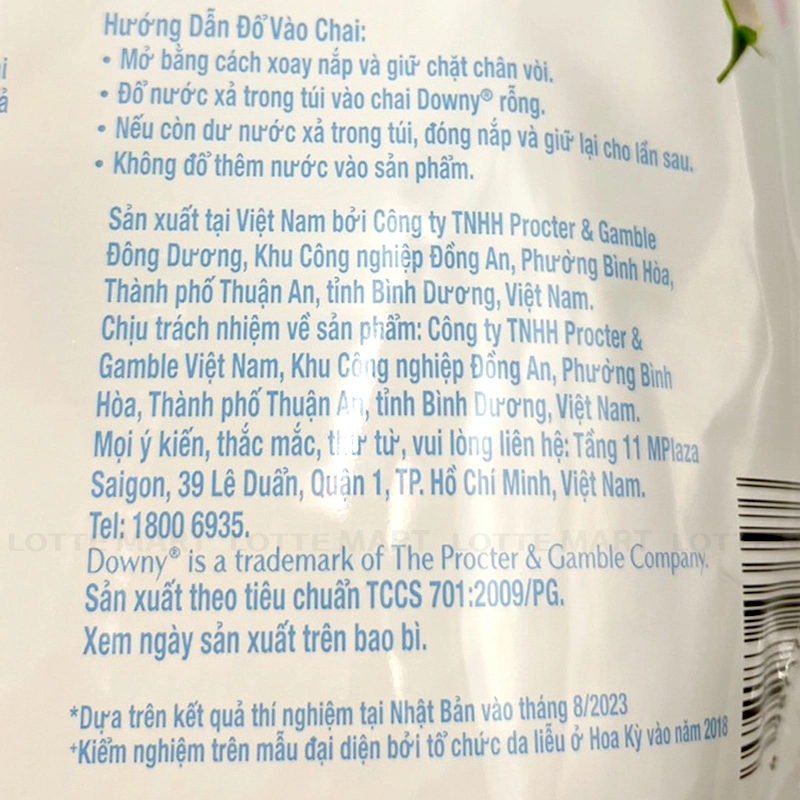 Hướng Dẫn Đổ Vào Chai:
• Mở bằng cách xoay nắp và giữ chặt chân vòi.
• Đổ nước xả trong túi vào chai Downy® rỗng.
• Nếu còn dư nước xả trong túi, đóng nắp và giữ lại cho lần sau.
• Không đổ thêm nước vào sản phẩm.
Sản xuất tại Việt Nam bởi Công ty TNHH Procter & Gamble
Đông Dương, Khu Công nghiệp Đồng An, Phường Bình Hòa,
Thành phố Thuận An, tỉnh Bình Dương, Việt Nam.
Chịu trách nhiệm về sản phẩm: Công ty TNHH Procter &
Gamble Việt Nam, Khu Công nghiệp Đồng An, Phường Bình
Hòa, Thành phố Thuận An, tỉnh Bình Dương, Việt Nam.
Mọi ý kiến, thắc mắc, thư từ, vui lòng liên hệ: Tầng 11 MPlaza
Saigon, 39 Lê Duẩn, Quận 1, TP. Hồ Chí Minh, Việt Nam.
Tel: 1800 6935.
LOTTE MART LOTTE MART LOTTE MART LOTTE
Downy® is a trademark of The Procter & Gamble Company.
Sản xuất theo tiêu chuẩn TCCS 701:2009/PG.
Xem ngày sản xuất trên bao bì.
*Dựa trên kết quả thí nghiệm tại Nhật Bản vào tháng 8/2023
+Kiểm nghiệm trên mẫu đại diện bởi tổ chức da liễu ở Hoa Kỳ vào năm 2018